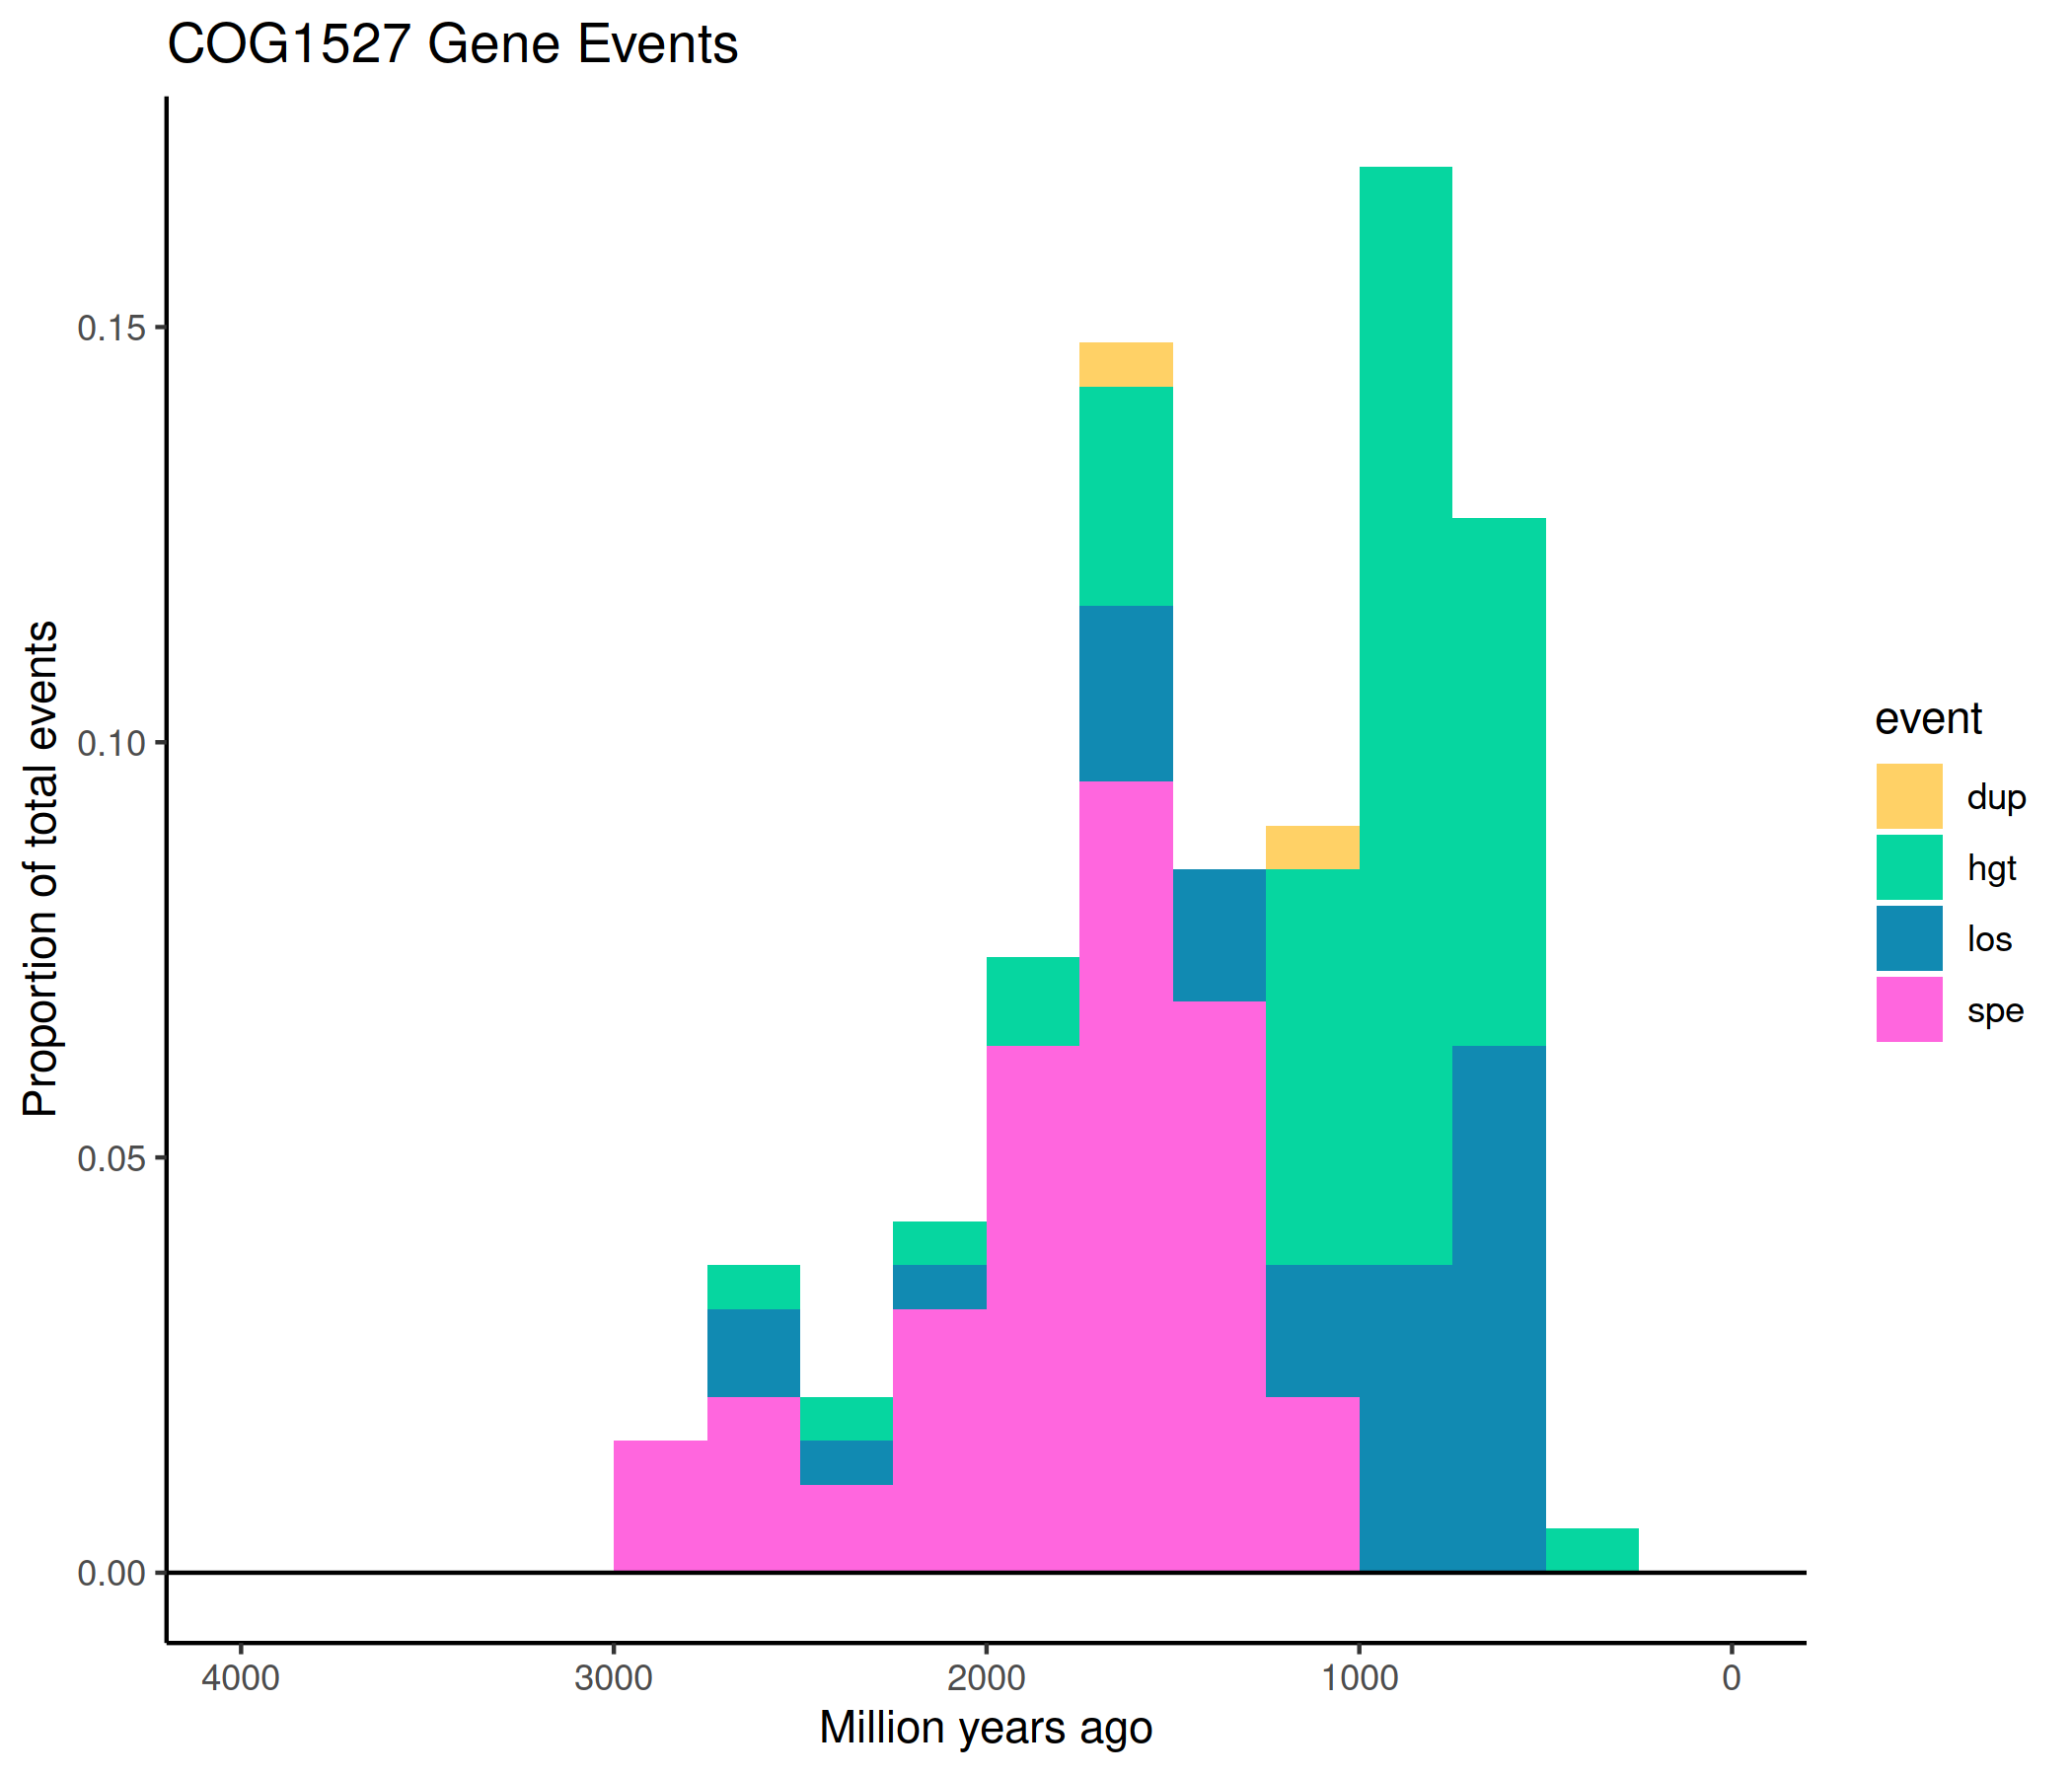 COG1527 Gene Events
Proportion of total events
0.15
0.10
0.05
0.00
4000 3000 2000 1000 0
Million years ago
event
dup
hgt
los
spe